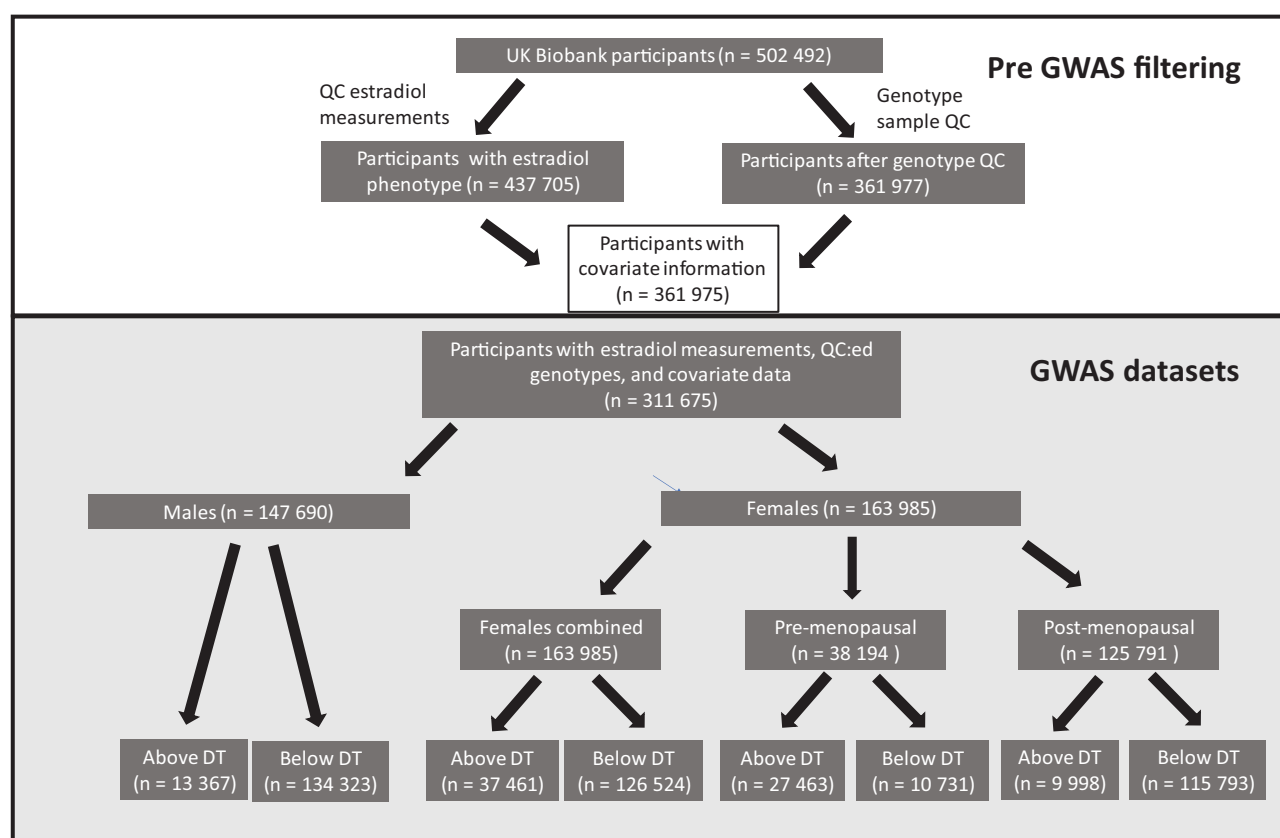 UK Biobank participants (n = 502 492)
Pre GWAS filtering
QC estradiol
measurements
Genotype
sample QC
Participants with estradiol
phenotype (n = 437 705)
Participants after genotype QC
(n = 361 977)
Participants with
covariate information
(n = 361 975)
Participants with estradiol measurements, QC:ed
genotypes, and covariate data
(n = 311 675)
GWAS datasets
Males (n = 147 690)
Females (n = 163 985)
Females combined
(n = 163 985)
Pre-menopausal
(n = 38 194 )
Post-menopausal
(n = 125 791 )
Above DT
(n = 13 367)
Below DT
(n = 134 323)
Above DT
(n = 37 461)
Below DT
(n = 126 524)
Above DT
(n = 27 463)
Below DT
(n = 10 731)
Above DT
(n = 9 998)
Below DT
(n = 115 793)